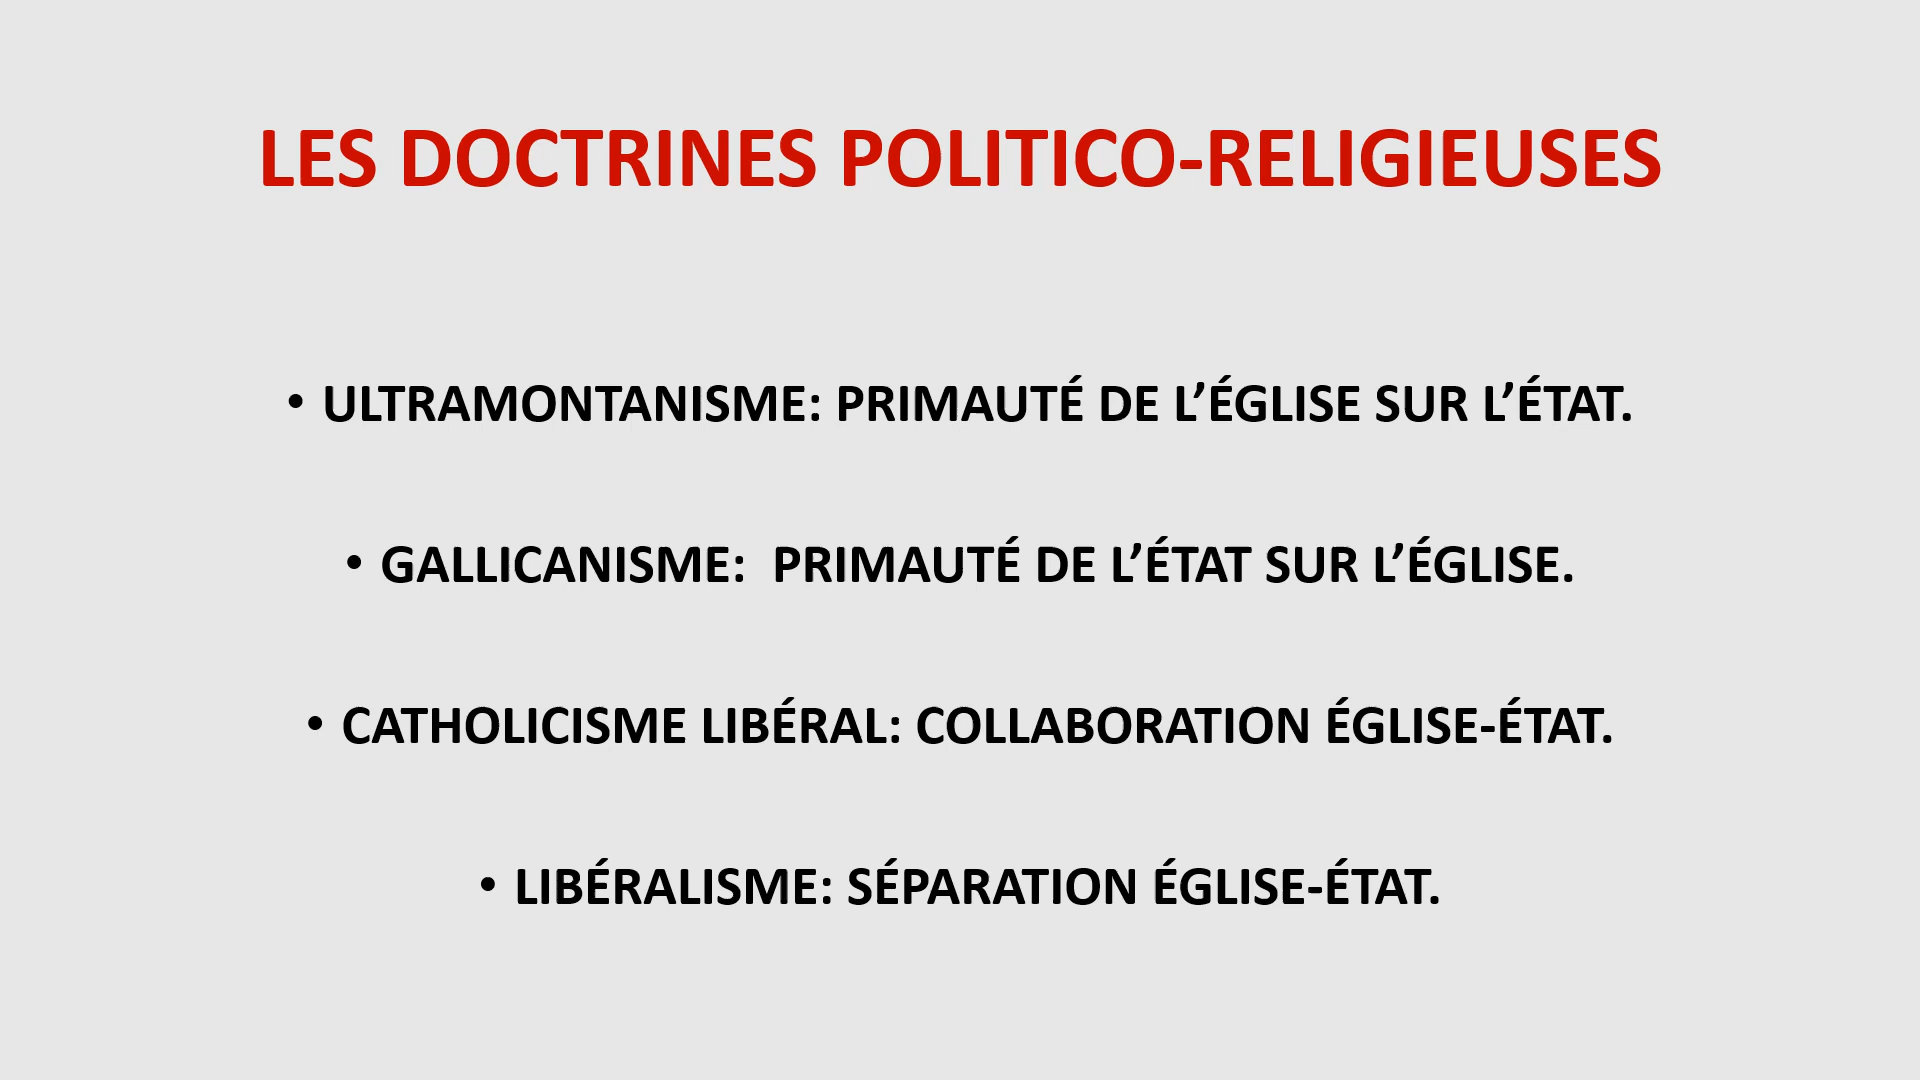 LES DOCTRINES POLITICO-RELIGIEUSES
• ULTRAMONTANISME: PRIMAUTÉ DE L’ÉGLISE SUR L’ÉTAT.
• GALLICANISME:  PRIMAUTÉ DE L’ÉTAT SUR L’ÉGLISE.
• CATHOLICISME LIBÉRAL: COLLABORATION ÉGLISE-ÉTAT.
• LIBÉRALISME: SÉPARATION ÉGLISE-ÉTAT.